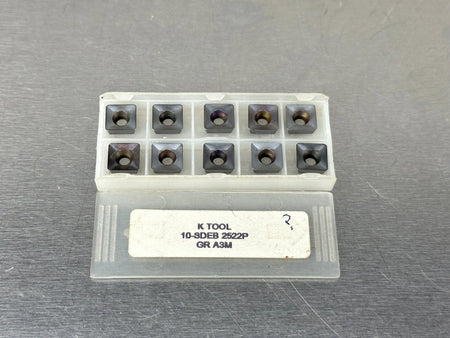 K TOOL
10-SDEB 2522P
GR A3M
?